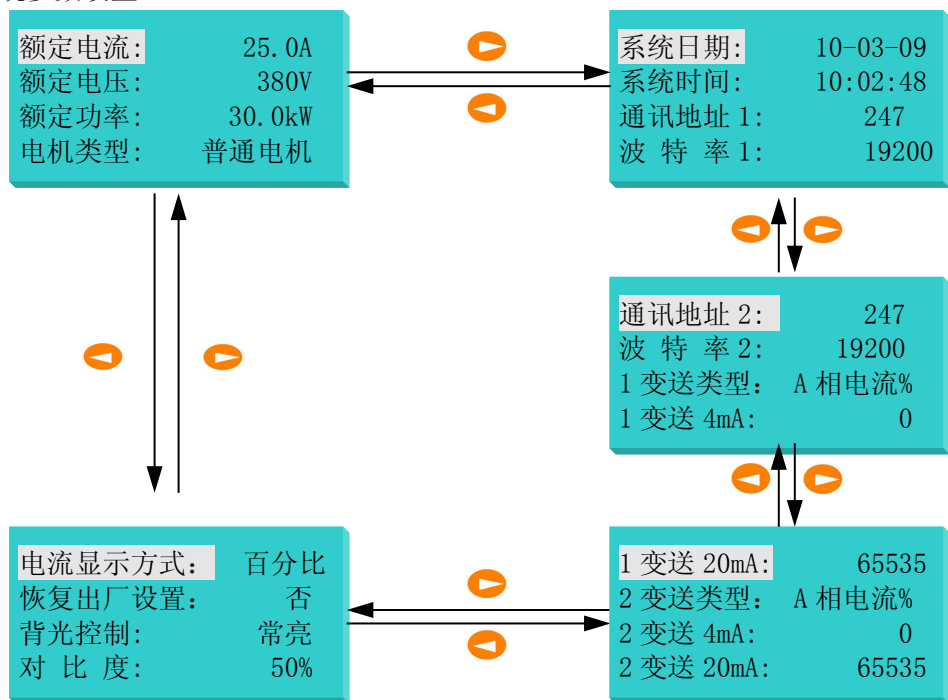 额定电流: 25.0A
额定电压: 380V
额定功率: 30.0kW
电机类型: 普通电机
系统日期: 10-03-09
系统时间: 10:02:48
通讯地址 1: 247
波 特 率 1: 19200
通讯地址 2: 247
波 特 率 2: 19200
1 变送类型: A 相电流%
1 变送 4mA: 0
电流显示方式: 百分比
恢复出厂设置: 否
背光控制: 常亮
对 比 度: 50%
1 变送 20mA: 65535
2 变送类型: A 相电流%
2 变送 4mA: 0
2 变送 20mA: 65535